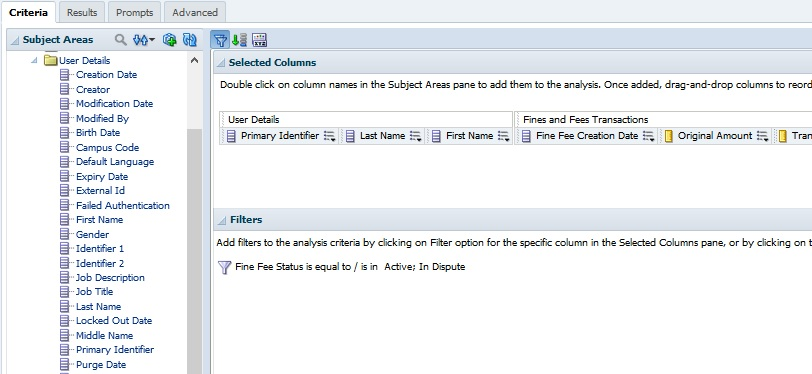 Criteria Results Prompts Advanced
Subject Areas
User Details
Creation Date
Creator
Modification Date
Modified By
Birth Date
Campus Code
Default Language
Expiry Date
External Id
Failed Authentication
First Name
Gender
Identifier 1
Identifier 2
Job Description
Job Title
Last Name
Locked Out Date
Middle Name
Primary Identifier
Purge Date
Selected Columns
Double click on column names in the Subject Areas pane to add them to the analysis. Once added, drag-and-drop columns to reord
User Details Fines and Fees Transactions
Primary Identifier Last Name First Name Fine Fee Creation Date Original Amount Tran
Filters
Add filters to the analysis criteria by clicking on Filter option for the specific column in the Selected Columns pane, or by clicking on t
Fine Fee Status is equal to / is in Active; In Dispute